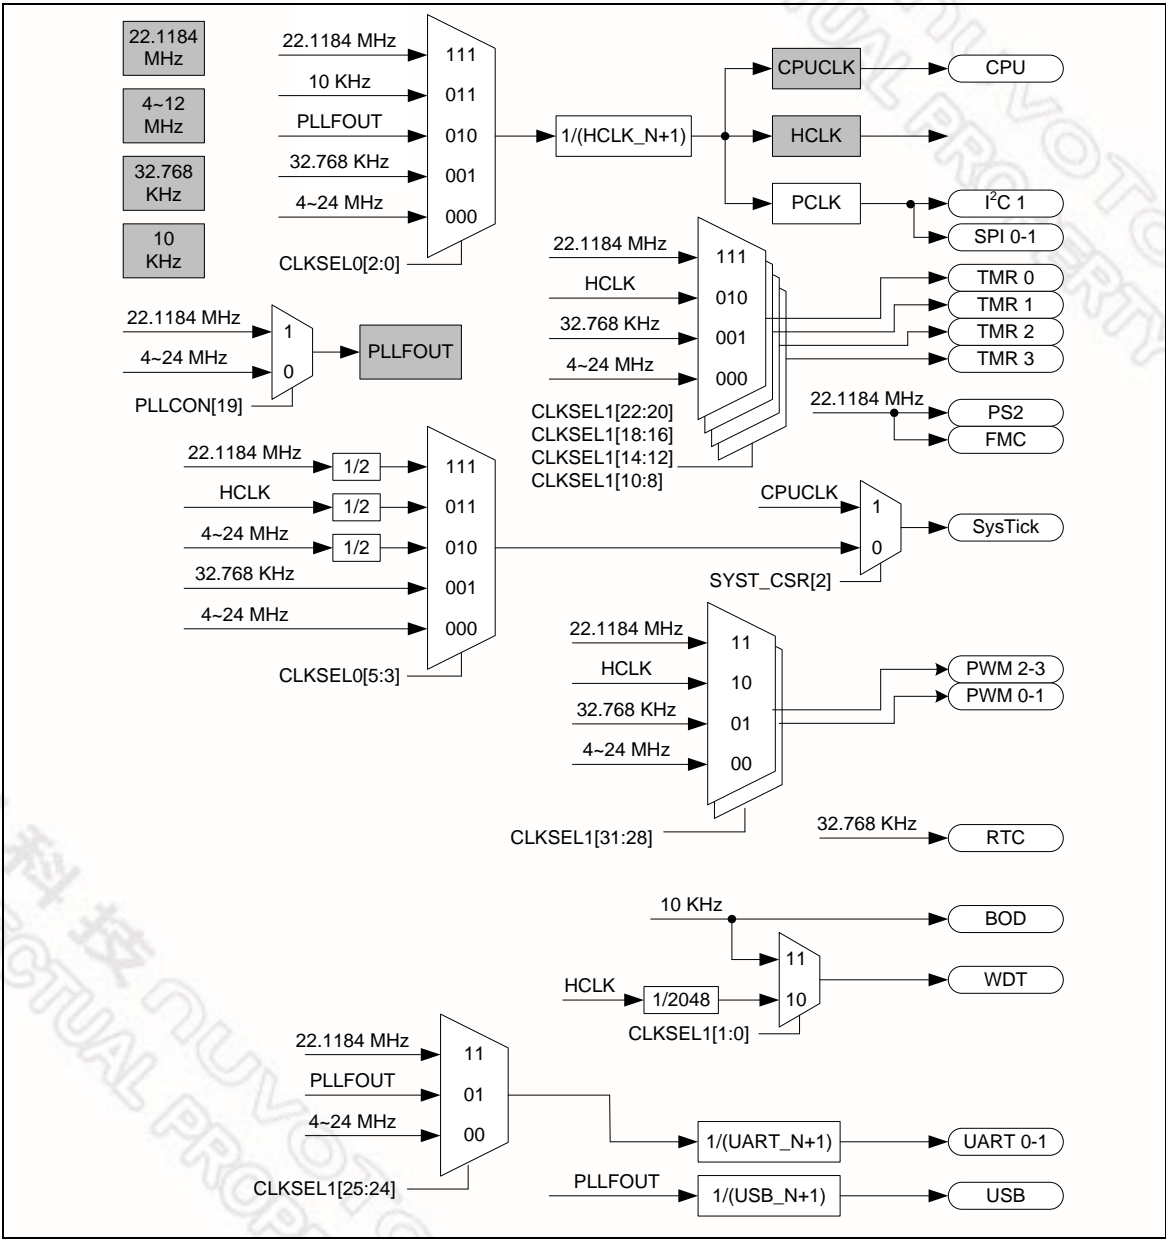 22.1184
MHz
4~12
MHz
32.768
KHz
10
KHz
22.1184 MHz
111
10 KHz
011
PLLFOUT
010
32.768 KHz
001
4~24 MHz
000
CLKSEL0[2:0]
1/(HCLK_N+1)
CPUCLK
CPU
HCLK
PCLK
I2C 1
SPI 0-1
22.1184 MHz
111
HCLK
010
32.768 KHz
001
4~24 MHz
000
CLKSEL1[22:20]
CLKSEL1[18:16]
CLKSEL1[14:12]
CLKSEL1[10:8]
TMR 0
TMR 1
TMR 2
TMR 3
22.1184 MHz
1
4~24 MHz
0
PLLFOUT
PLLCON[19]
22.1184 MHz
PS2
FMC
22.1184 MHz
1/2
111
HCLK
1/2
011
4~24 MHz
1/2
010
32.768 KHz
001
4~24 MHz
000
CLKSEL0[5:3]
CPUCLK
1
0
SYST_CSR[2]
SysTick
22.1184 MHz
11
HCLK
10
32.768 KHz
01
4~24 MHz
00
CLKSEL1[31:28]
PWM 2-3
PWM 0-1
32.768 KHz
RTC
10 KHz
BOD
11
HCLK
1/2048
10
CLKSEL1[1:0]
WDT
22.1184 MHz
11
PLLFOUT
01
4~24 MHz
00
CLKSEL1[25:24]
1/(UART_N+1)
UART 0-1
PLLFOUT
1/(USB_N+1)
USB
科技 nuvoTo